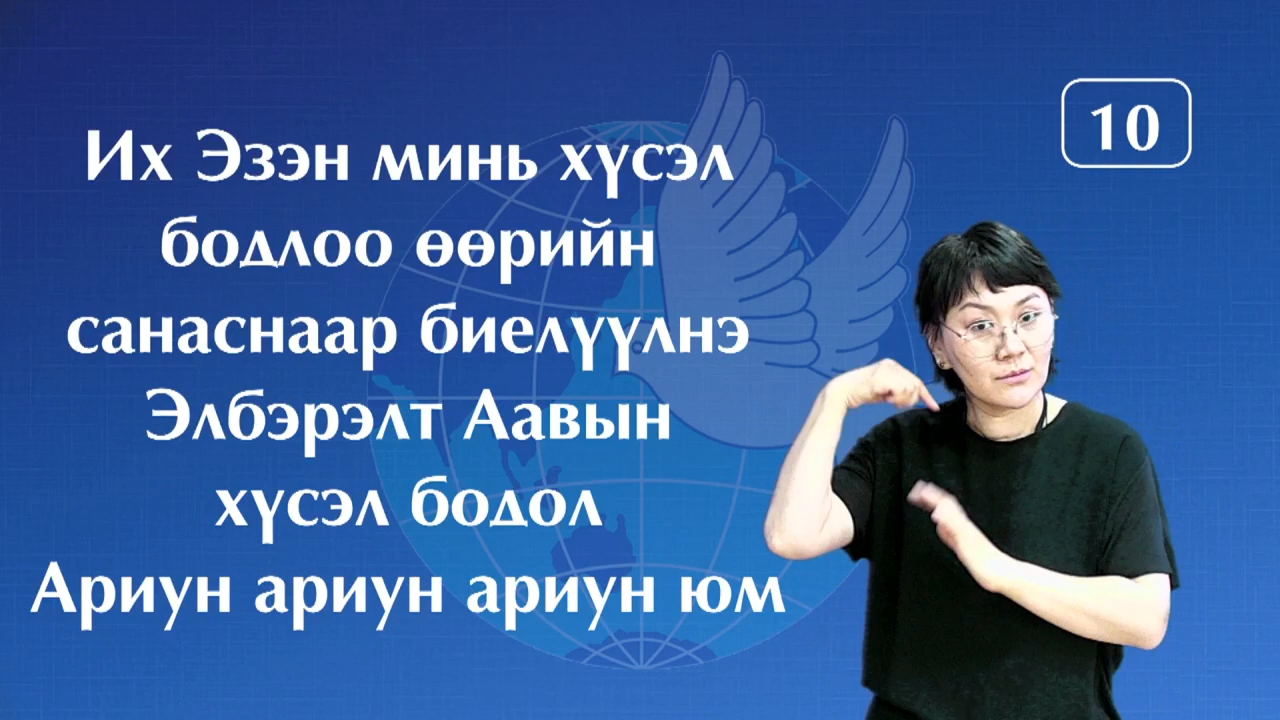 Их Эзэн минь хүсэл
бодлоо өөрийн
санаснаар биелүүлнэ
Элбэрэлт Аавын
хүсэл бодол
Ариун ариун ариун юм
10